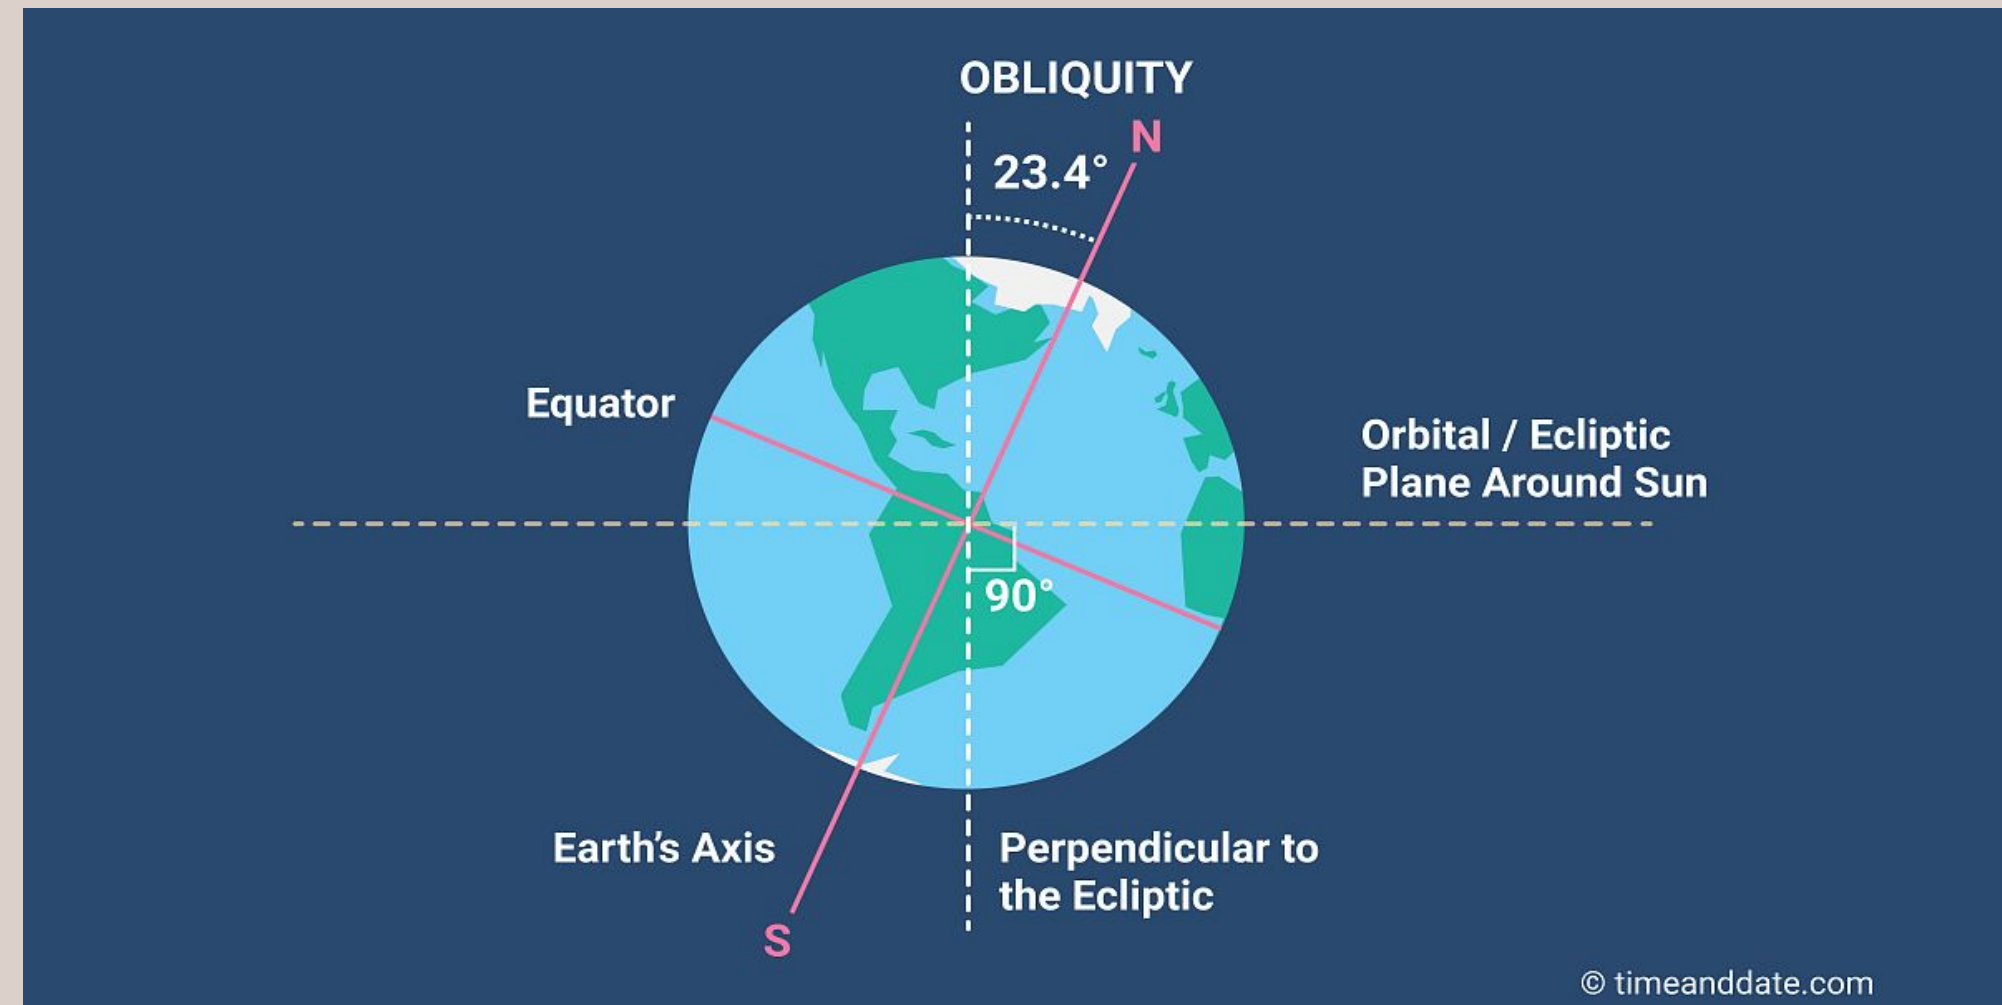 OBLIQUITY
N
23.4°
Equator
Orbital / Ecliptic
Plane Around Sun
90°
Earth’s Axis
Perpendicular to
the Ecliptic
S
© timeanddate.com